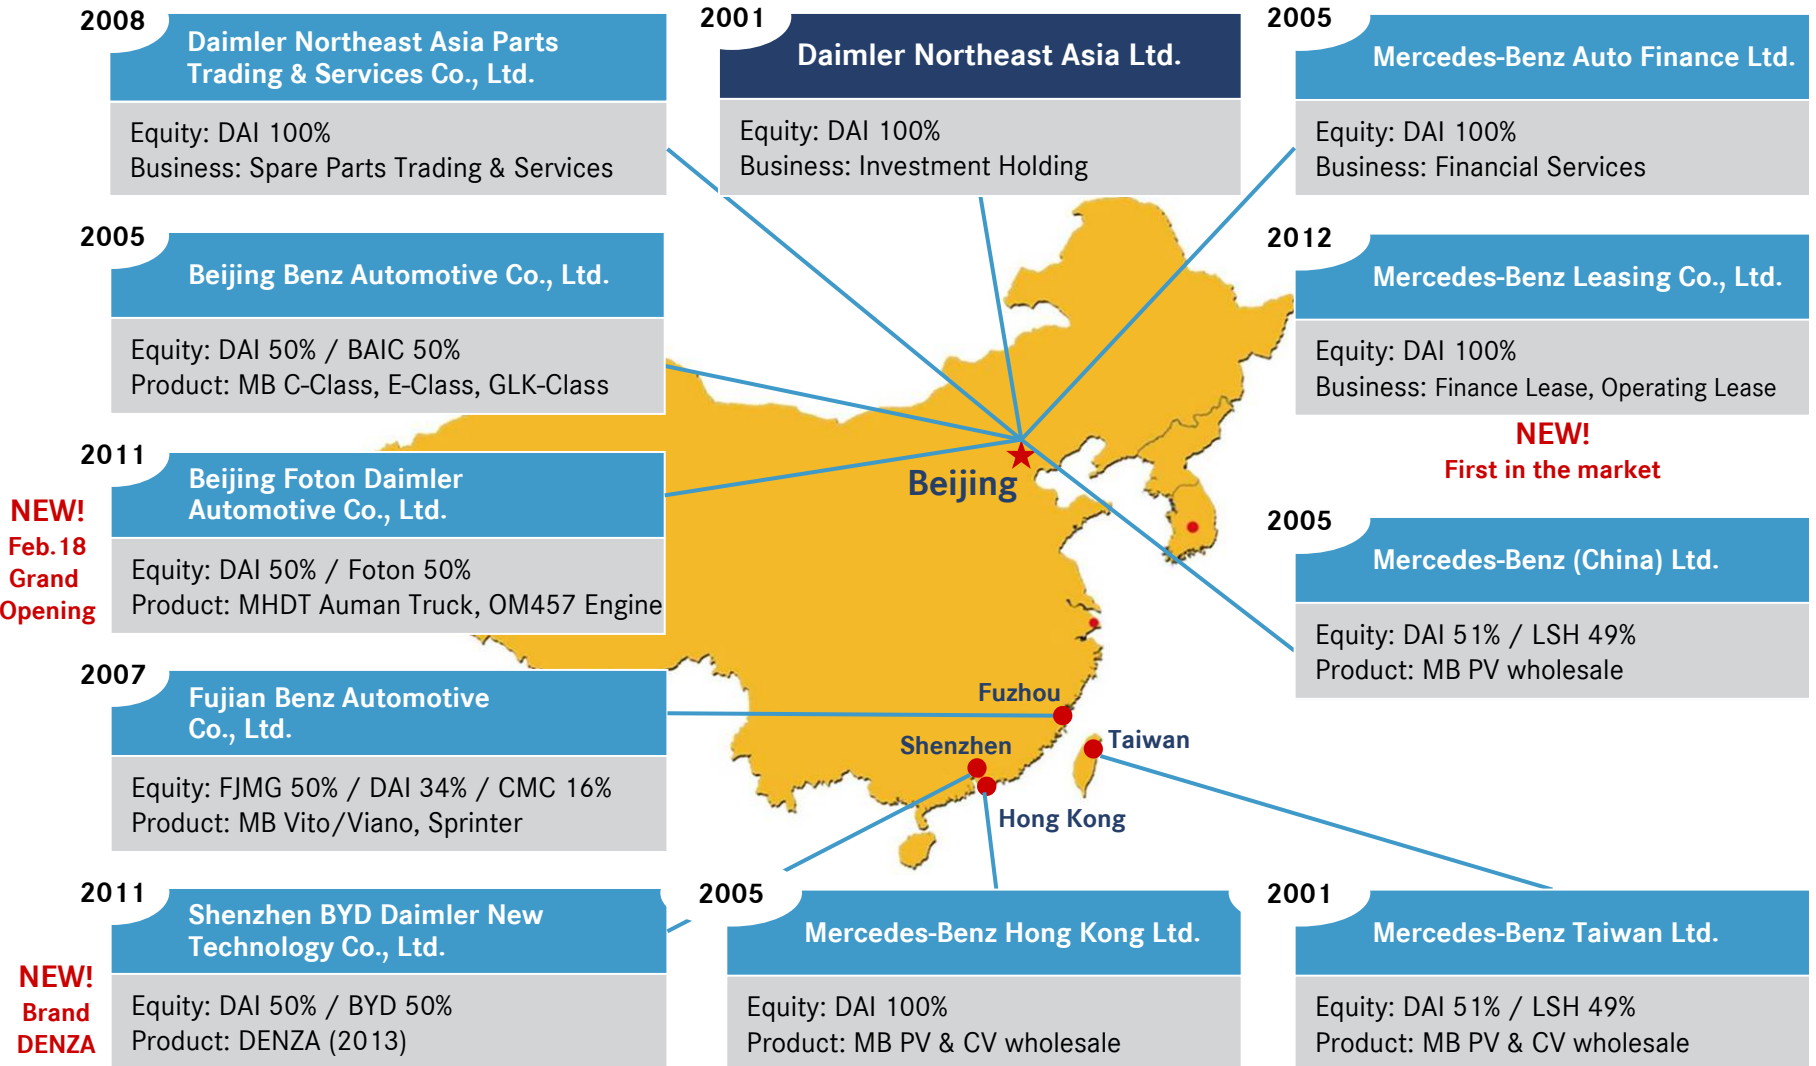 2008
Daimler Northeast Asia Parts
Trading & Services Co., Ltd.
Equity: DAI 100%
Business: Spare Parts Trading & Services
2001
Daimler Northeast Asia Ltd.
Equity: DAI 100%
Business: Investment Holding
2005
Mercedes-Benz Auto Finance Ltd.
Equity: DAI 100%
Business: Financial Services
2005
Beijing Benz Automotive Co., Ltd.
Equity: DAI 50% / BAIC 50%
Product: MB C-Class, E-Class, GLK-Class
2012
Mercedes-Benz Leasing Co., Ltd.
Equity: DAI 100%
Business: Finance Lease, Operating Lease
NEW!
First in the market
2011
Beijing Foton Daimler
Automotive Co., Ltd.
NEW!
Feb.18
Grand
Opening
Equity: DAI 50% / Foton 50%
Product: MHDT Auman Truck, OM457 Engine
Beijing
2005
Mercedes-Benz (China) Ltd.
Equity: DAI 51% / LSH 49%
Product: MB PV wholesale
2007
Fujian Benz Automotive
Co., Ltd.
Equity: FJMG 50% / DAI 34% / CMC 16%
Product: MB Vito/Viano, Sprinter
Fuzhou
Shenzhen
Taiwan
Hong Kong
2011
Shenzhen BYD Daimler New
Technology Co., Ltd.
NEW!
Brand
DENZA
Equity: DAI 50% / BYD 50%
Product: DENZA (2013)
2005
Mercedes-Benz Hong Kong Ltd.
Equity: DAI 100%
Product: MB PV & CV wholesale
2001
Mercedes-Benz Taiwan Ltd.
Equity: DAI 51% / LSH 49%
Product: MB PV & CV wholesale